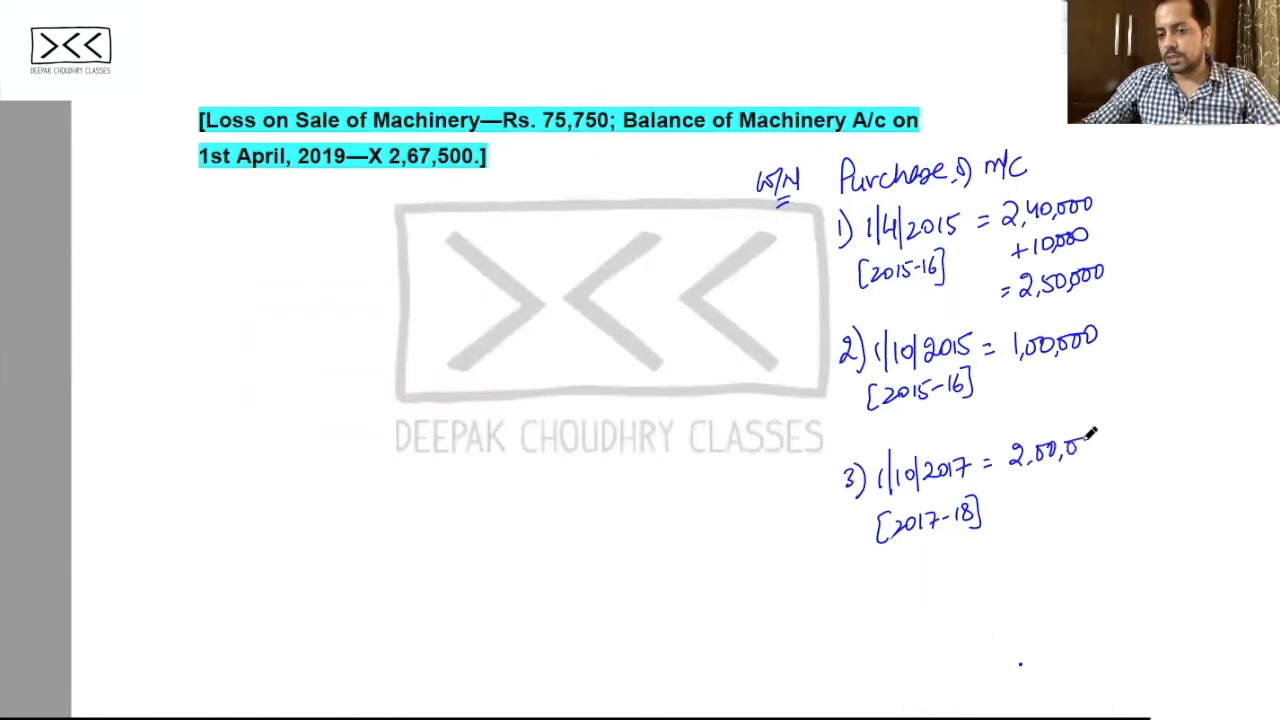 DEEPAK CHOUDHRY CLASSES
[Loss on Sale of Machinery—Rs. 75,750; Balance of Machinery A/c on
1st April, 2019—X 2,67,500.]
W/N Purchase of m/C
1) 1/4/2015 = 2,40,000
+10,000
[2015-16]
= 2,50,000
2) 1/10/2015 = 1,00,000
[2015-16]
DEEPAK CHOUDHRY CLASSES
3) 1/10/2017 = 2,00,0
[2017-18]